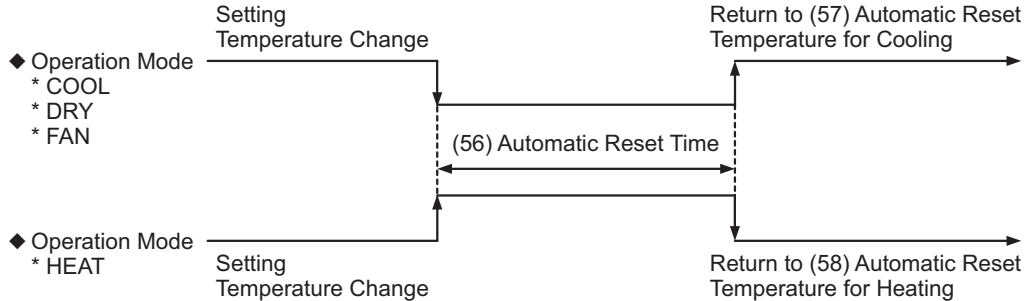 Setting
Temperature Change
Return to (57) Automatic Reset
Temperature for Cooling
◆ Operation Mode
* COOL
* DRY
* FAN
(56) Automatic Reset Time
◆ Operation Mode
* HEAT
Setting
Temperature Change
Return to (58) Automatic Reset
Temperature for Heating